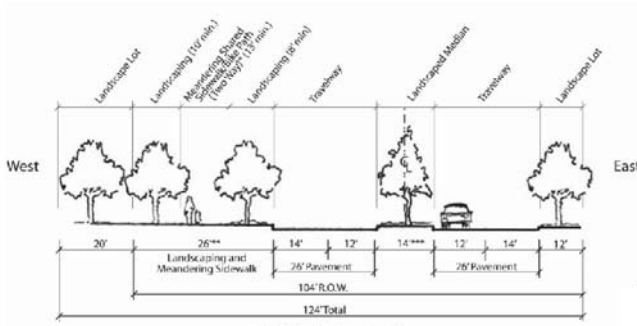 Landscape Lot
Landscaping (10' min.)
Meandering Shared
Sidewalk/Bike Path
(Two Ways* (13' min.)
Landscaping (8' min)
Travelway
Landscaped Median
Travelway
Landscape Lot
West
East
C L
20'
26'**
14'
12'
14'***
12'
14'
12'
Landscaping and
Meandering Sidewalk
26' Pavement
26' Pavement
104' R.O.W.
124' Total